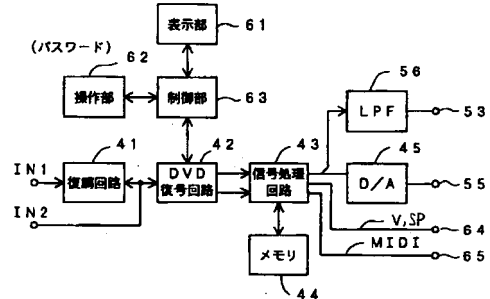 表示部
61
(パスワード)
62
操作部
制御部
63
56
LPF
53
IN1
41
復調回路
42
DVD
復号回路
43
信号処理
回路
45
D/A
55
IN2
V,SP
64
MIDI
65
メモリ
44